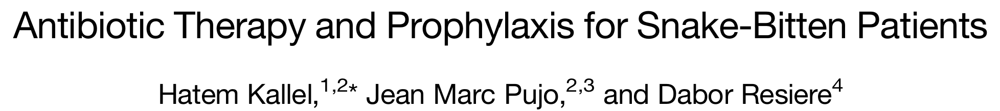 Antibiotic Therapy and Prophylaxis for Snake-Bitten Patients
Hatem Kallel,1,2* Jean Marc Pujo,2,3 and Dabor Resiere4